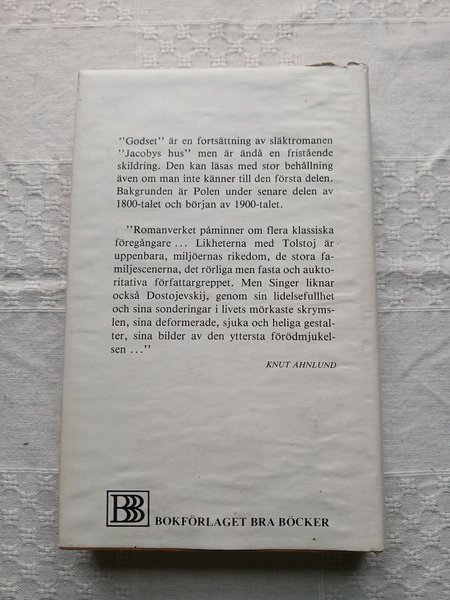 "Godset" är en fortsättning av släktromanen
"Jacobys hus" men är ändå en fristående
skildring. Den kan läsas med stor behållning
även om man inte känner till den första delen.
Bakgrunden är Polen under senare delen av
1800-talet och början av 1900-talet.
"Romanverket påminner om flera klassiska
föregångare ... Likheterna med Tolstoj är
uppenbara, miljöernas rikedom, de stora fa-
miljescenerna, det rörliga men fasta och aukto-
ritativa författargreppet. Men Singer liknar
också Dostojevskij, genom sin lidelsefullhet
och sina sonderingar i livets mörkaste skryms-
len, sina deformerade, sjuka och heliga gestal-
ter, sina bilder av den yttersta förödmjukel-
sen ..."
KNUT AHNLUND
BBB BOKFÖRLAGET BRA BÖCKER